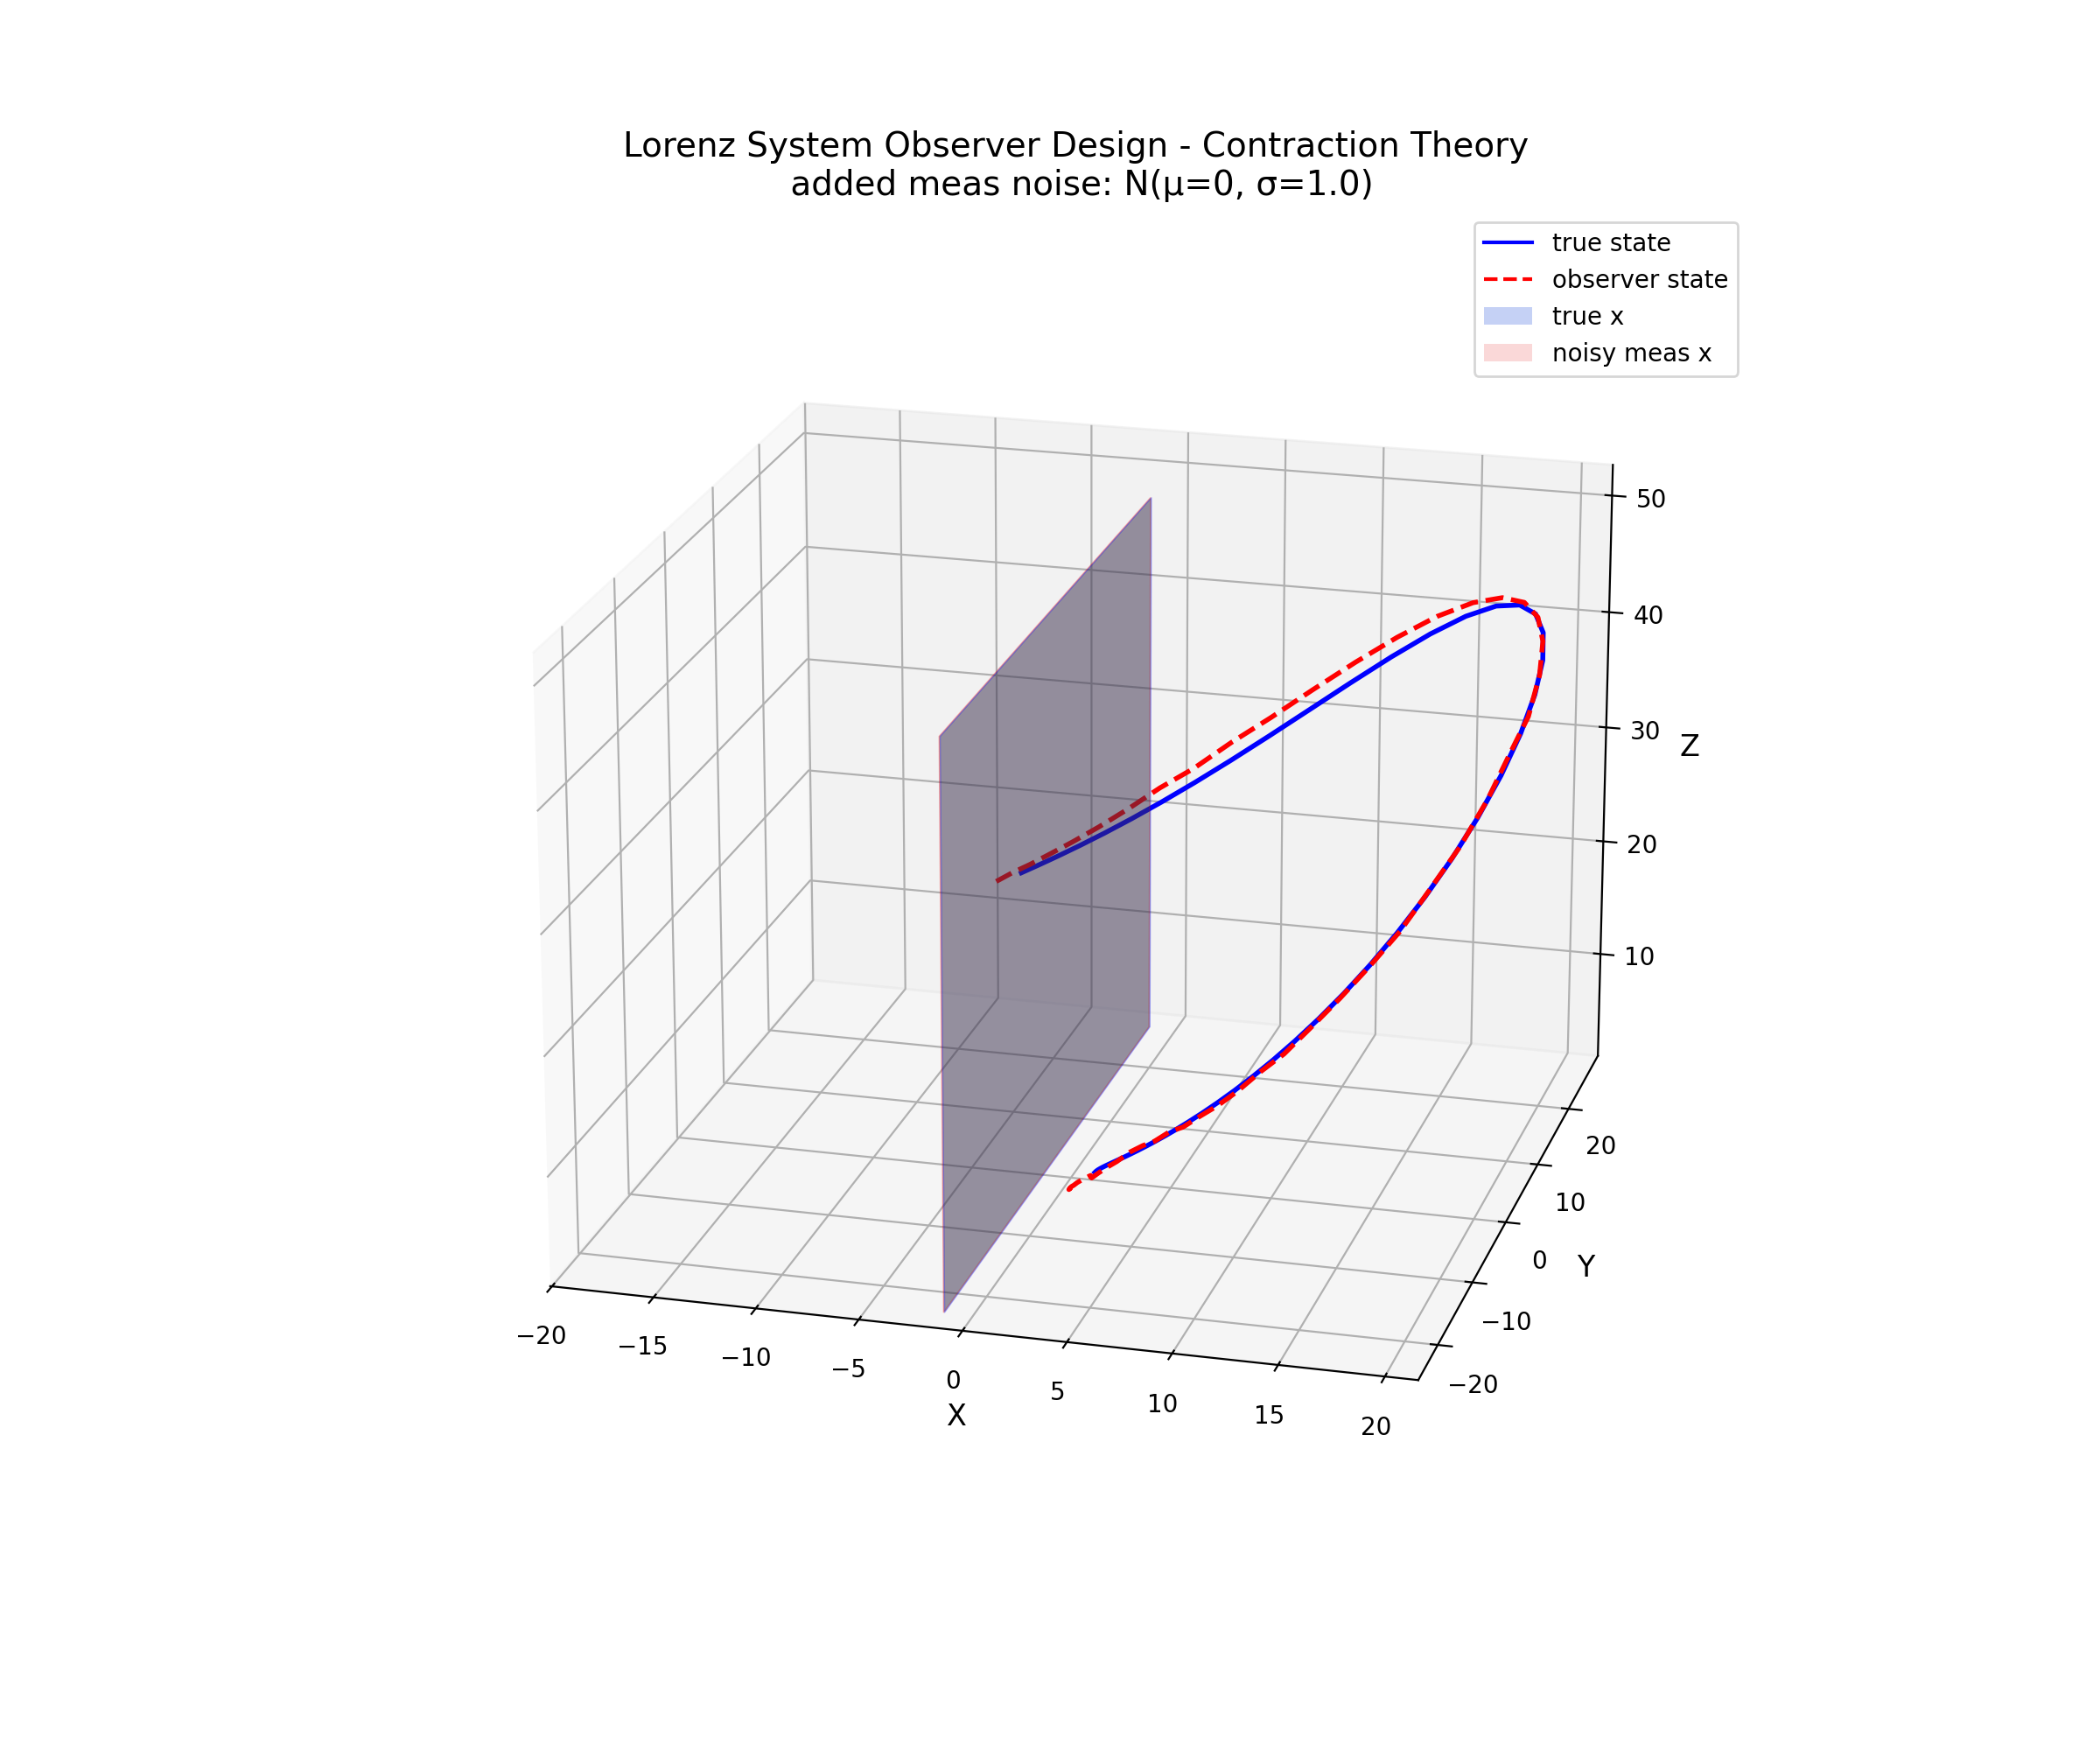 Lorenz System Observer Design - Contraction Theory
added meas noise: N(μ=0, σ=1.0)
true state
observer state
true x
noisy meas x
50
40
30
Z
20
10
20
10
0
Y
−10
−20
−20
−15
−10
−5
0
5
10
15
20
X